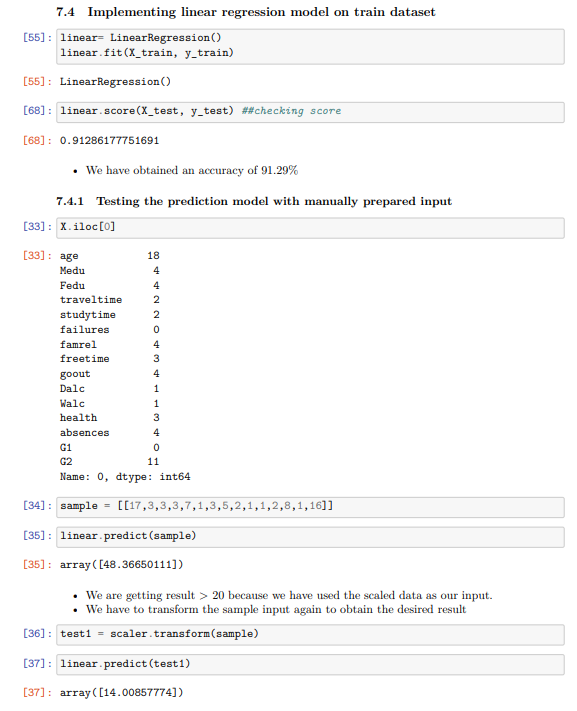 7.4 Implementing linear regression model on train dataset
[55]: linear= LinearRegression()
linear.fit(X_train, y_train)
[55]: LinearRegression()
[68]: linear.score(X_test, y_test) ##checking score
[68]: 0.91286177751691
• We have obtained an accuracy of 91.29%
7.4.1 Testing the prediction model with manually prepared input
[33]: X.iloc[0]
[33]: age 18
Medu 4
Fedu 4
traveltime 2
studytime 2
failures 0
famrel 4
freetime 3
goout 4
Dalc 1
Walc 1
health 3
absences 4
G1 0
G2 11
Name: 0, dtype: int64
[34]: sample = [[17,3,3,3,7,1,3,5,2,1,1,2,8,1,16]]
[35]: linear.predict(sample)
[35]: array([48.36650111])
• We are getting result > 20 because we have used the scaled data as our input.
• We have to transform the sample input again to obtain the desired result
[36]: test1 = scaler.transform(sample)
[37]: linear.predict(test1)
[37]: array([14.00857774])